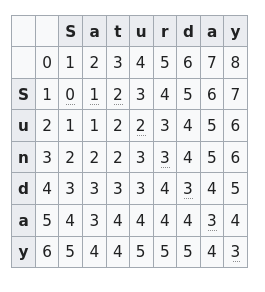 S a t u r d a y
0 1 2 3 4 5 6 7 8
S 1 0 1 2 3 4 5 6 7
u 2 1 1 2 2 3 4 5 6
n 3 2 2 2 3 3 4 5 6
d 4 3 3 3 3 4 3 4 5
a 5 4 3 4 4 4 4 3 4
y 6 5 4 4 5 5 5 4 3